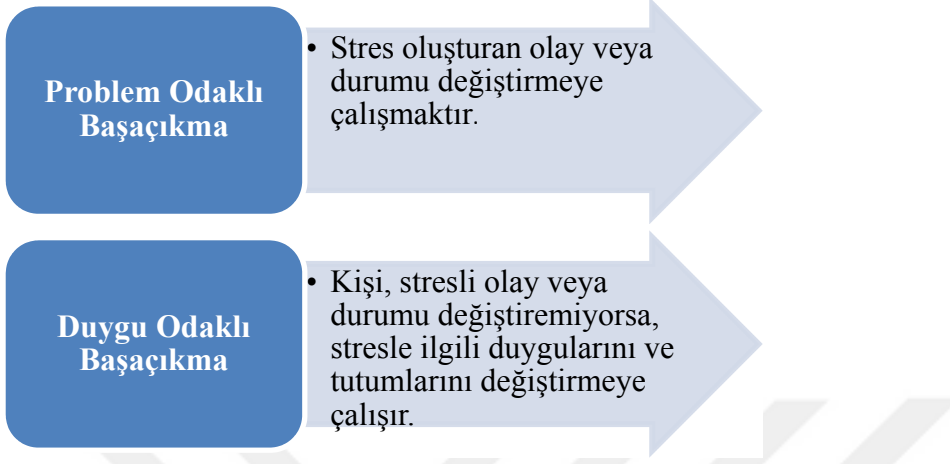 Problem Odaklı
Başaçıkma
• Stres oluşturan olay veya
durumu değiştirmeye
çalışmaktır.
Duygu Odaklı
Başaçıkma
• Kişi, stresli olay veya
durumu değiştiremiyorsa,
stresle ilgili duygularını ve
tutumlarını değiştirmeye
çalışır.